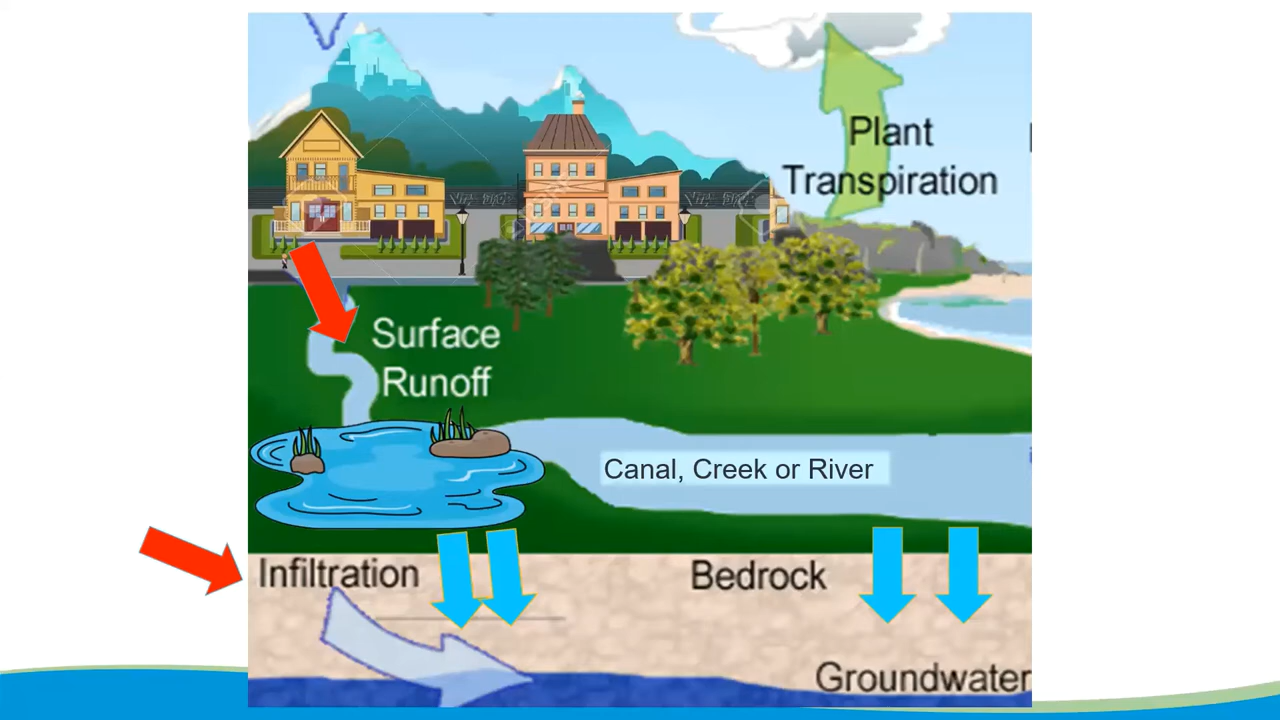 Plant
Transpiration
Surface
Runoff
Canal, Creek or River
Infiltration
Bedrock
Groundwater